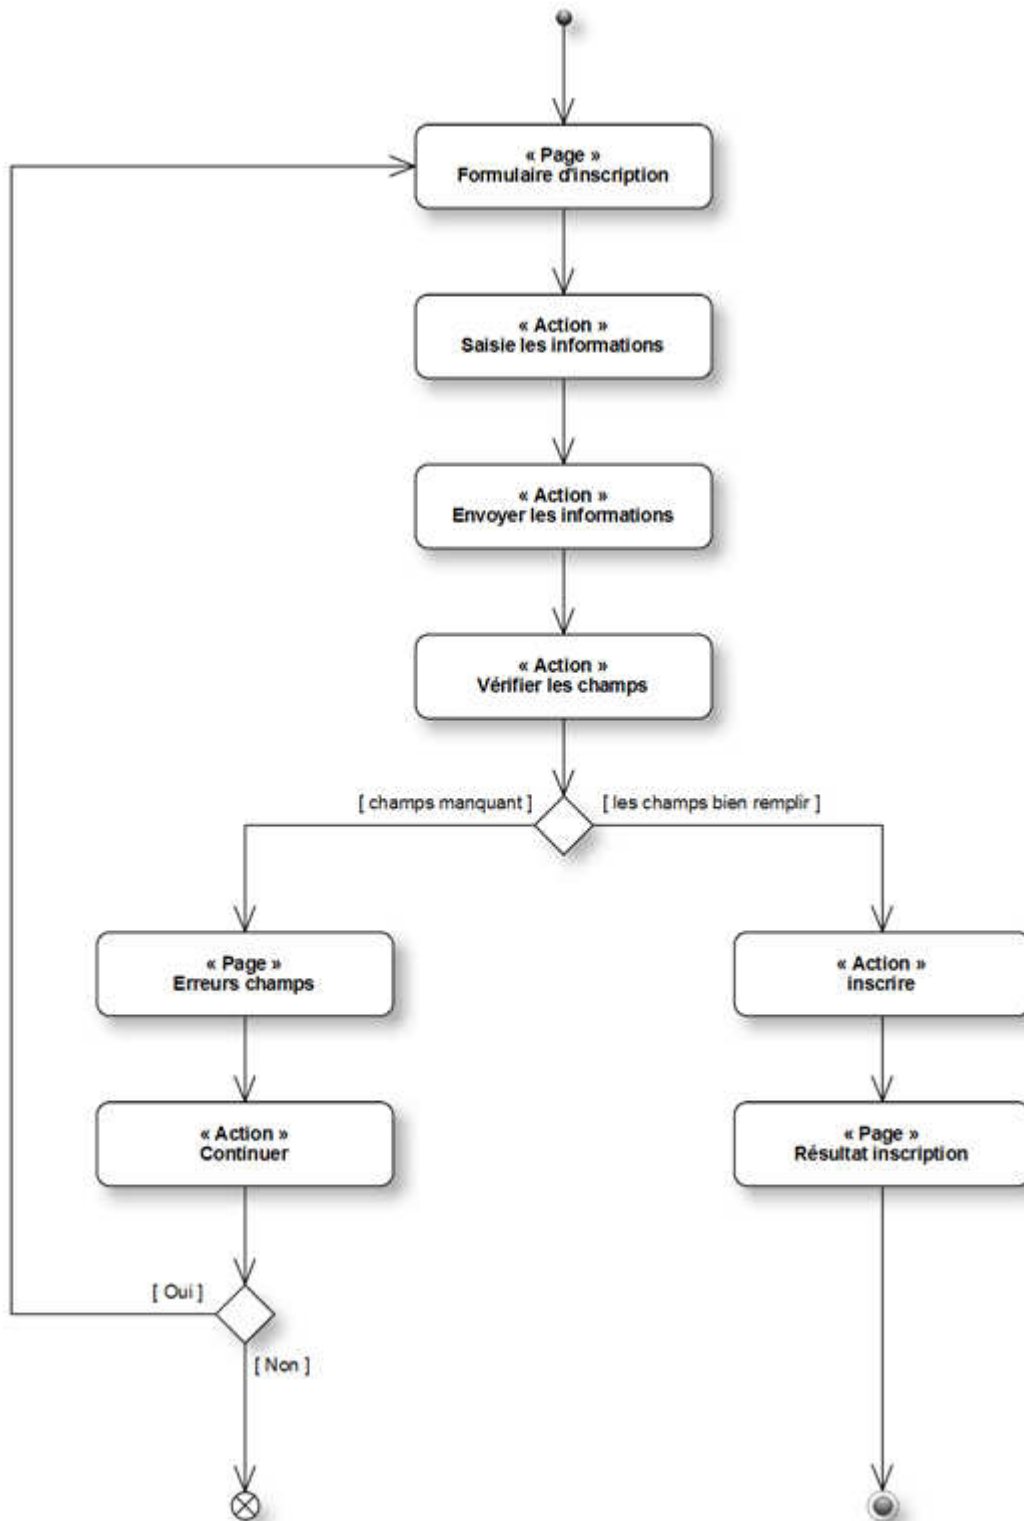 « Page »
Formulaire d'inscription
« Action »
Saisie les informations
« Action »
Envoyer les informations
« Action »
Vérifier les champs
[ champs manquant ]
[ les champs bien remplir ]
« Page »
Erreurs champs
« Action »
inscrire
« Action »
Continuer
« Page »
Résultat inscription
[ Oui ]
[ Non ]